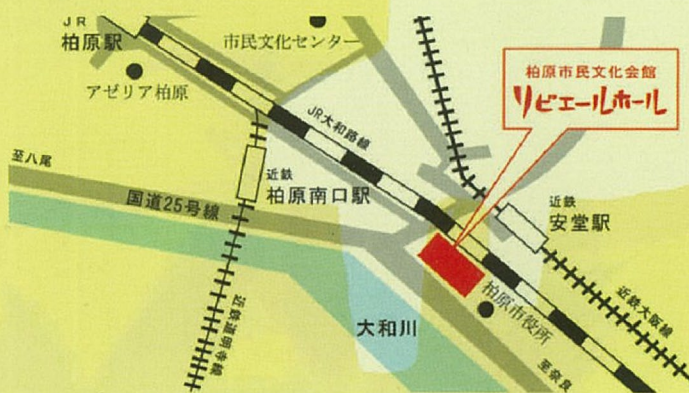 JR
柏原駅
市民文化センター
アゼリア柏原
柏原市民文化会館
リビエールホール
JR大和路線
至八尾
近鉄
柏原南口駅
国道25号線
近鉄
安堂駅
柏原市役所
近鉄大阪線
大和川
近鉄道明寺線
至奈良